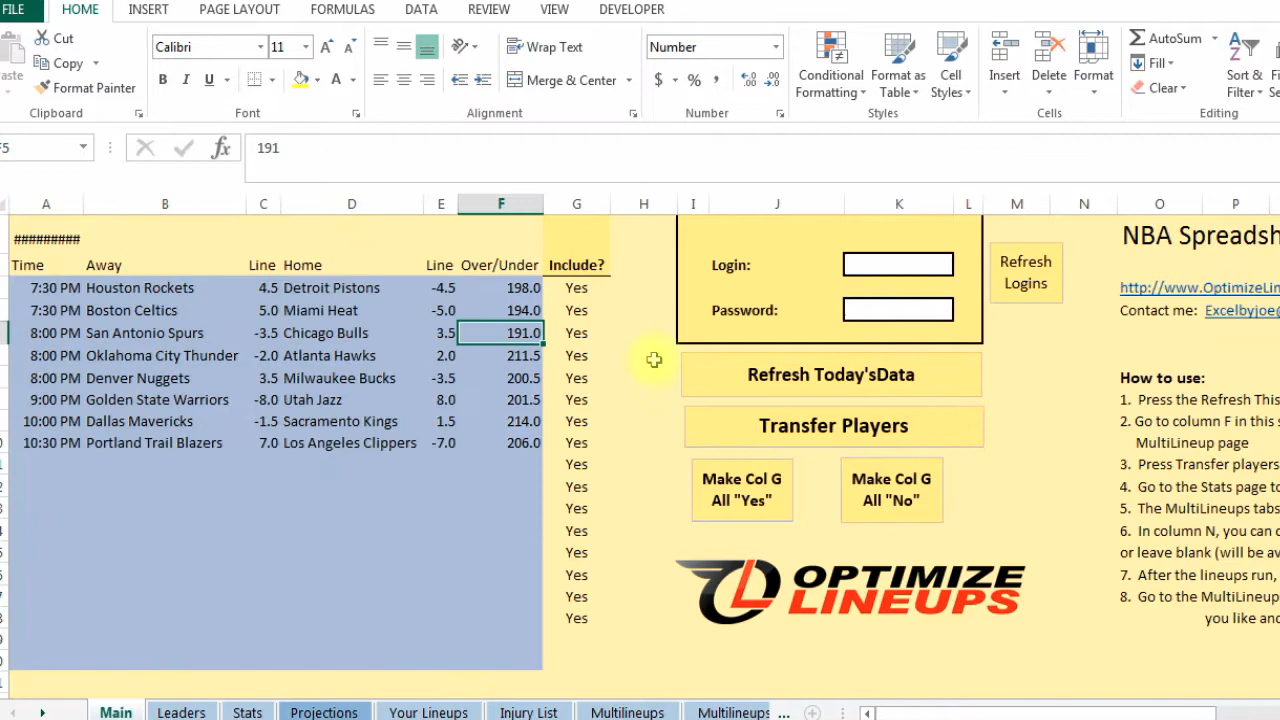 FILE HOME INSERT PAGE LAYOUT FORMULAS DATA REVIEW VIEW DEVELOPER
Cut
Copy
Format Painter
Clipboard
Calibri 11
B I U
Font
Wrap Text
Merge & Center
Alignment
Number
$ % ,
Number
Conditional Formatting
Format as Table
Cell Styles
Styles
Insert
Delete
Format
Cells
AutoSum
Fill
Clear
Sort &
Filter
Editing
191
A B C D E F G H I J K L M N O P
#########
Time Away Line Home Line Over/Under Include?
7:30 PM Houston Rockets 4.5 Detroit Pistons -4.5 198.0 Yes
7:30 PM Boston Celtics 5.0 Miami Heat -5.0 194.0 Yes
8:00 PM San Antonio Spurs -3.5 Chicago Bulls 3.5 191.0 Yes
8:00 PM Oklahoma City Thunder -2.0 Atlanta Hawks 2.0 211.5 Yes
8:00 PM Denver Nuggets 3.5 Milwaukee Bucks -3.5 200.5 Yes
9:00 PM Golden State Warriors -8.0 Utah Jazz 8.0 201.5 Yes
10:00 PM Dallas Mavericks -1.5 Sacramento Kings 1.5 214.0 Yes
10:30 PM Portland Trail Blazers 7.0 Los Angeles Clippers -7.0 206.0 Yes
Yes
Yes
Yes
Yes
Yes
Yes
Yes
Yes
Login:
Password:
Refresh Logins
Refresh Today'sData
Transfer Players
Make Col G
All "Yes"
Make Col G
All "No"
OPTIMIZE
LINEUPS
NBA Spreadsh
http://www.OptimizeLin
Contact me: Excelbyjoe@
How to use:
1. Press the Refresh This
2. Go to column F in this s
MultiLineup page
3. Press Transfer players
4. Go to the Stats page to
5. The MultiLineups tabs
6. In column N, you can c
or leave blank (will be av
7. After the lineups run,
8. Go to the MultiLineup
you like and
Main Leaders Stats Projections Your Lineups Injury List Multilineups Multilineups ...